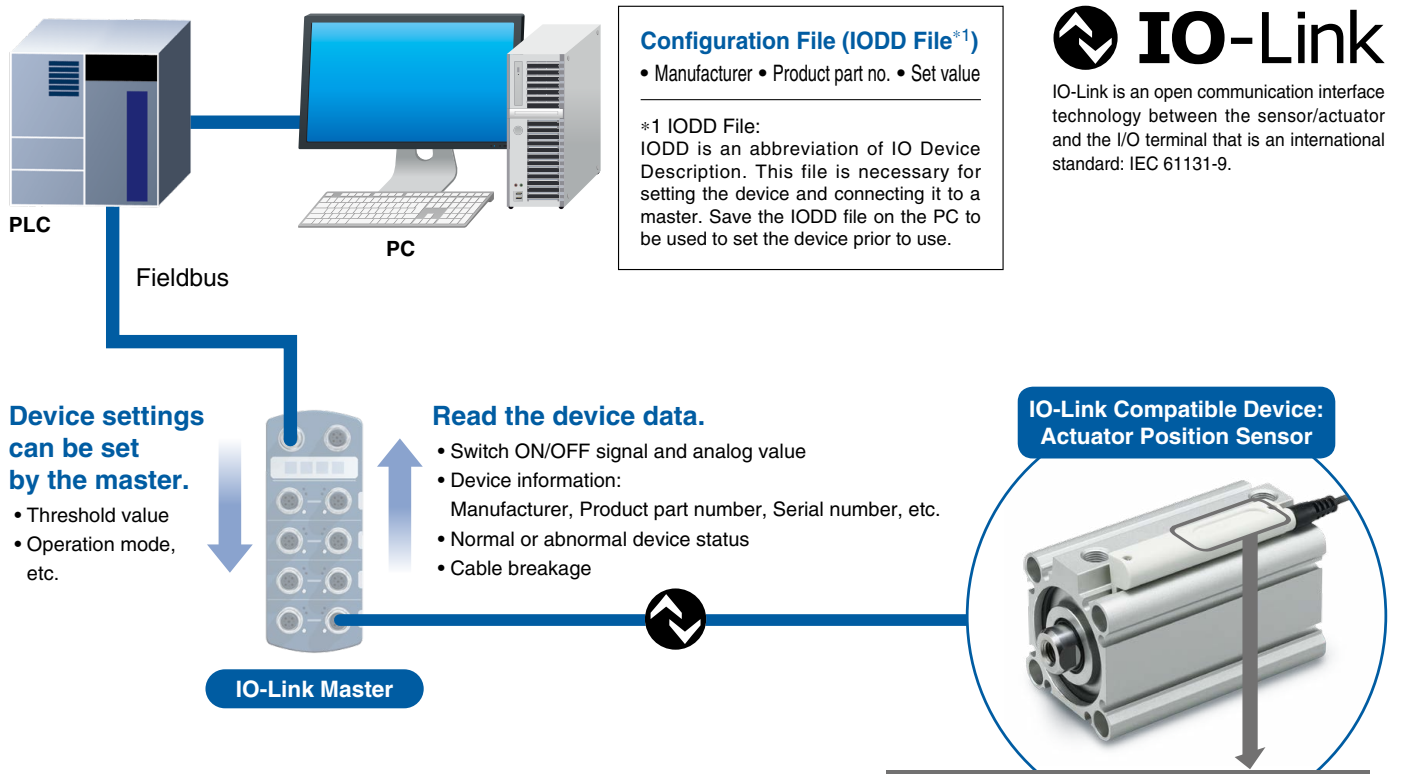 PLC
PC
Fieldbus
Configuration File (IODD File*1)
• Manufacturer • Product part no. • Set value
*1 IODD File:
IODD is an abbreviation of IO Device
Description. This file is necessary for
setting the device and connecting it to a
master. Save the IODD file on the PC to
be used to set the device prior to use.
IO-Link
IO-Link is an open communication interface
technology between the sensor/actuator
and the I/O terminal that is an international
standard: IEC 61131-9.
Device settings
can be set
by the master.
• Threshold value
• Operation mode,
etc.
Read the device data.
• Switch ON/OFF signal and analog value
• Device information:
Manufacturer, Product part number, Serial number, etc.
• Normal or abnormal device status
• Cable breakage
IO-Link Master
IO-Link Compatible Device:
Actuator Position Sensor